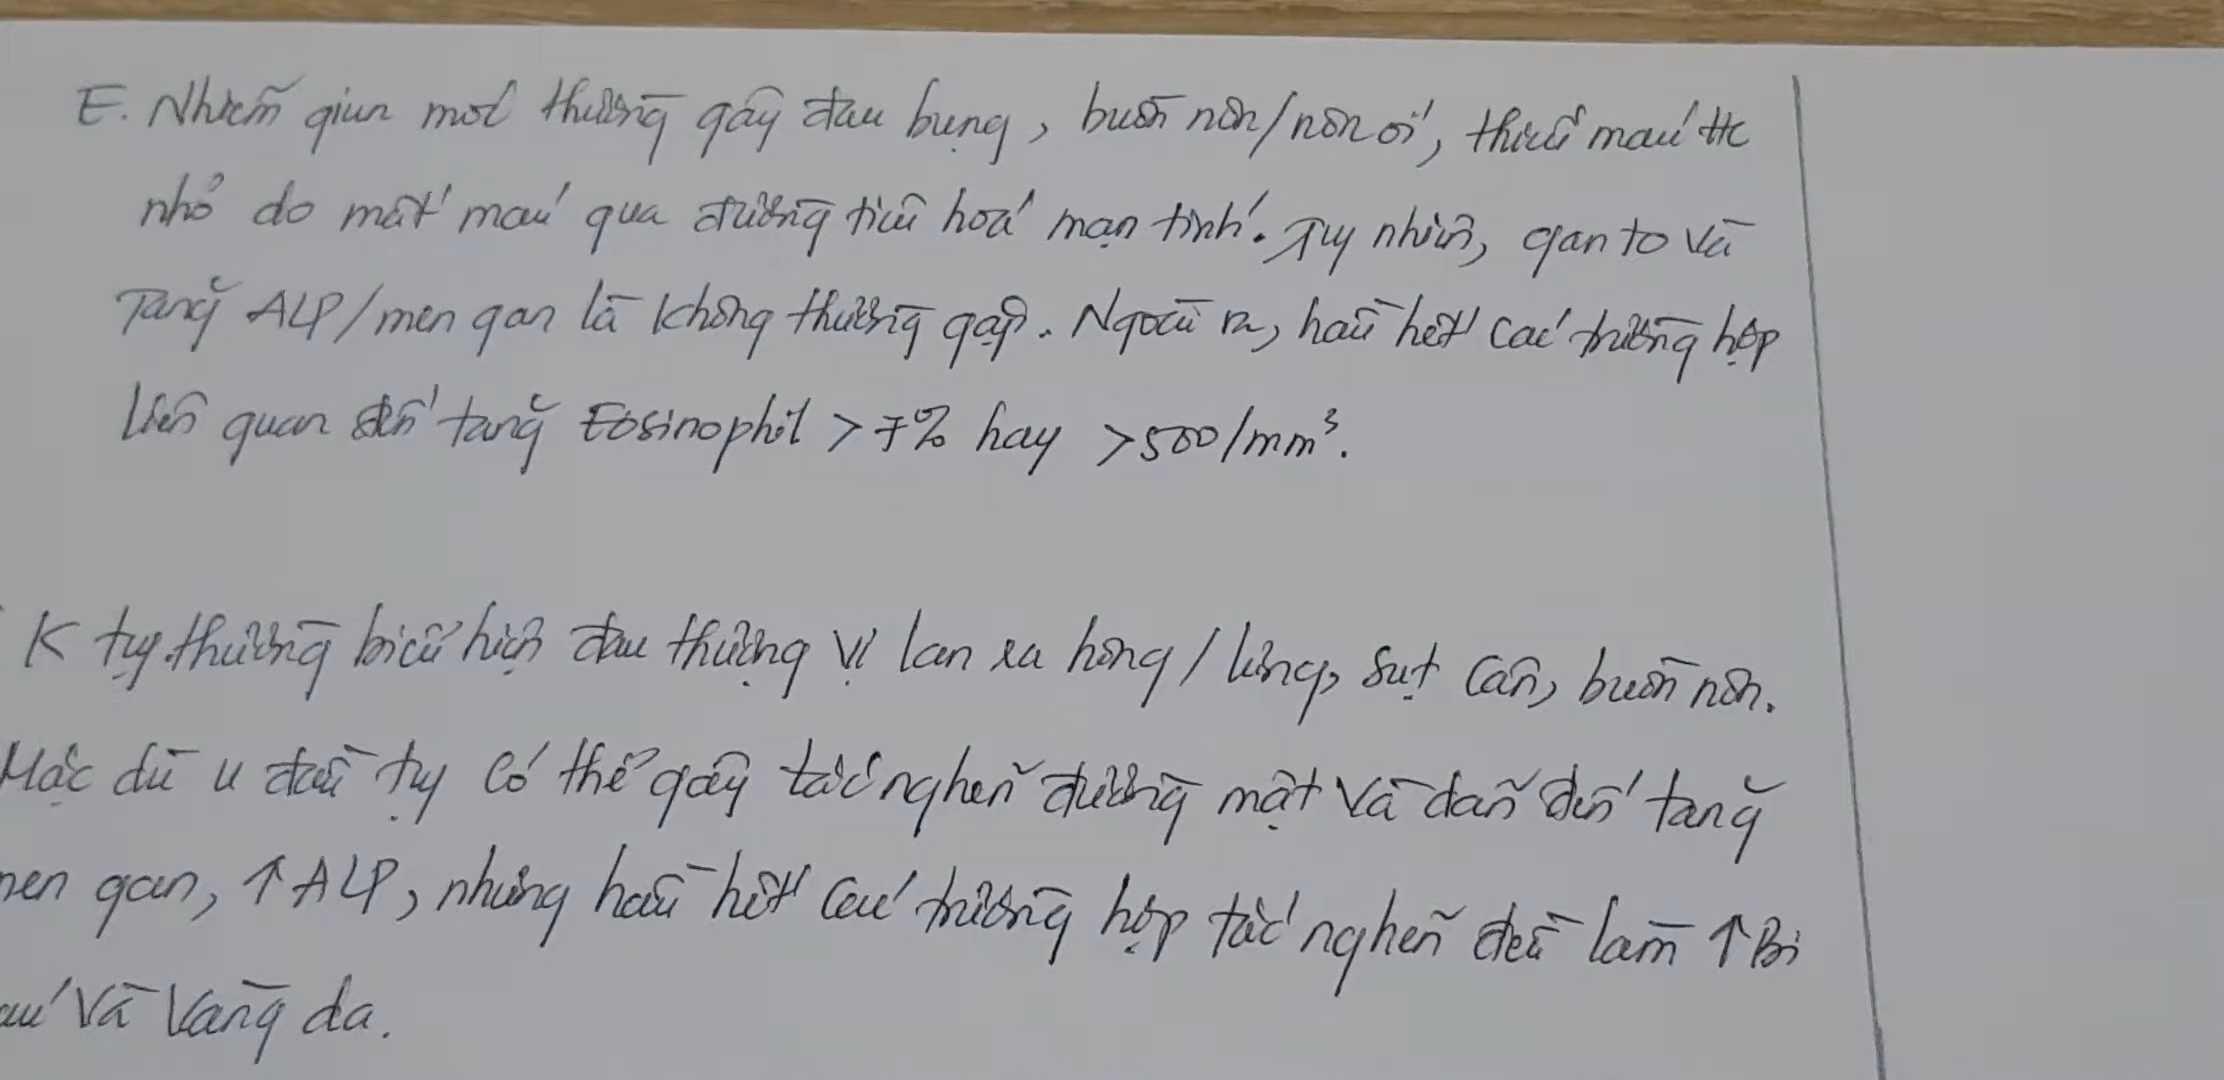 E. Nhiễm giun móc thường gây đau bụng, buồn nôn/nôn ói, thiếu máu HC
nhỏ do mất máu qua đường tiêu hoá mạn tính. Tuy nhiên, gan to và
Tăng ALP/men gan là không thường gặp. Ngoài ra, hầu hết các trường hợp
liên quan đến tăng Eosinophil >7% hay >500/mm³.
K tụy thường biểu hiện đau thượng vị lan ra hông/lưng, sụt cân, buồn nôn.
Mặc dù u đầu tụy có thể gây tắc nghẽn đường mật và dẫn đến tăng
men gan, ↑ALP, nhưng hầu hết các trường hợp tắc nghẽn đều làm ↑Bi
và vàng da.